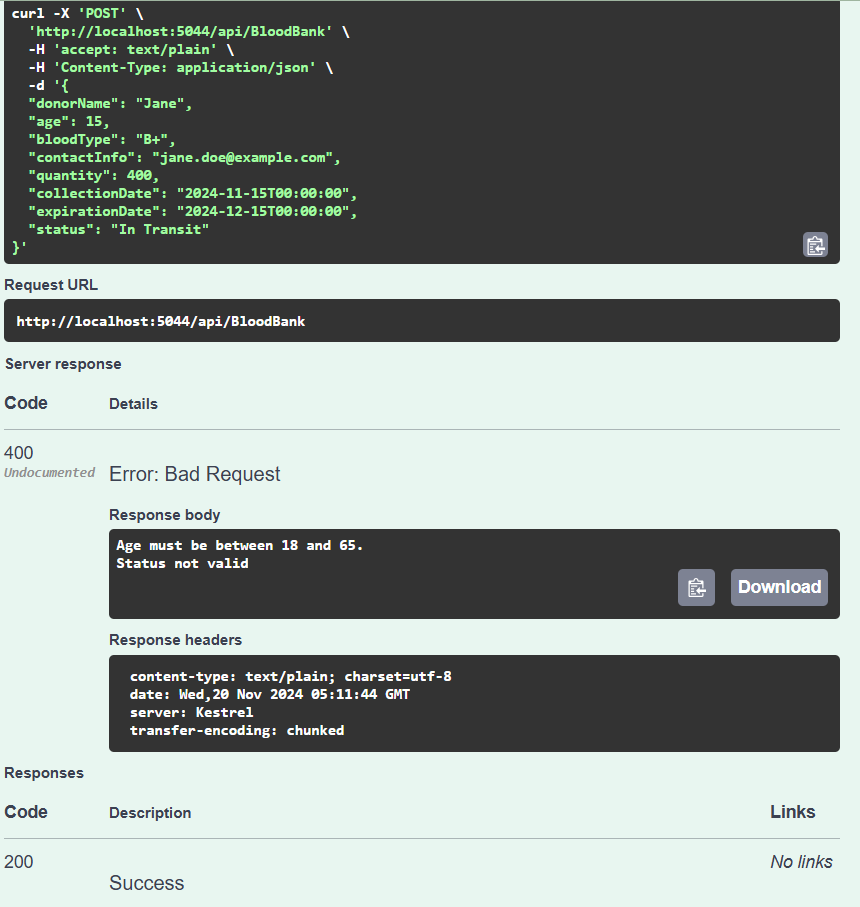 curl -X 'POST' \
  'http://localhost:5044/api/BloodBank' \
  -H 'accept: text/plain' \
  -H 'Content-Type: application/json' \
  -d '{
  "donorName": "Jane",
  "age": 15,
  "bloodType": "B+",
  "contactInfo": "jane.doe@example.com",
  "quantity": 400,
  "collectionDate": "2024-11-15T00:00:00",
  "expirationDate": "2024-12-15T00:00:00",
  "status": "In Transit"
}'
Request URL
http://localhost:5044/api/BloodBank
Server response
Code Details
400
Undocumented
Error: Bad Request
Response body
Age must be between 18 and 65.
Status not valid
Download
Response headers
content-type: text/plain; charset=utf-8
date: Wed,20 Nov 2024 05:11:44 GMT
server: Kestrel
transfer-encoding: chunked
Responses
Code Description Links
200 No links
Success